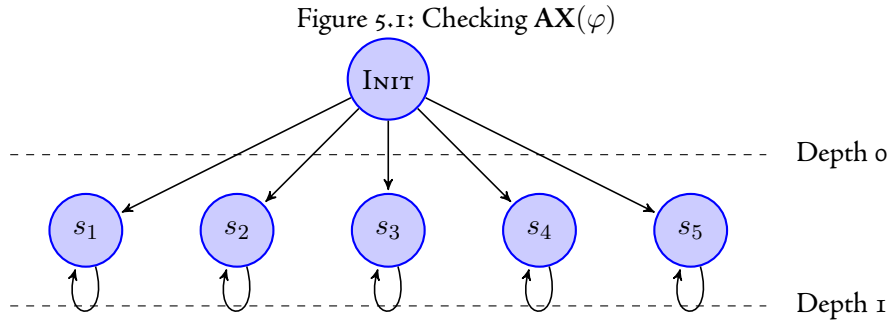 Figure 5.1: Checking AX(φ)
INIT
Depth 0
s1 s2 s3 s4 s5
Depth 1